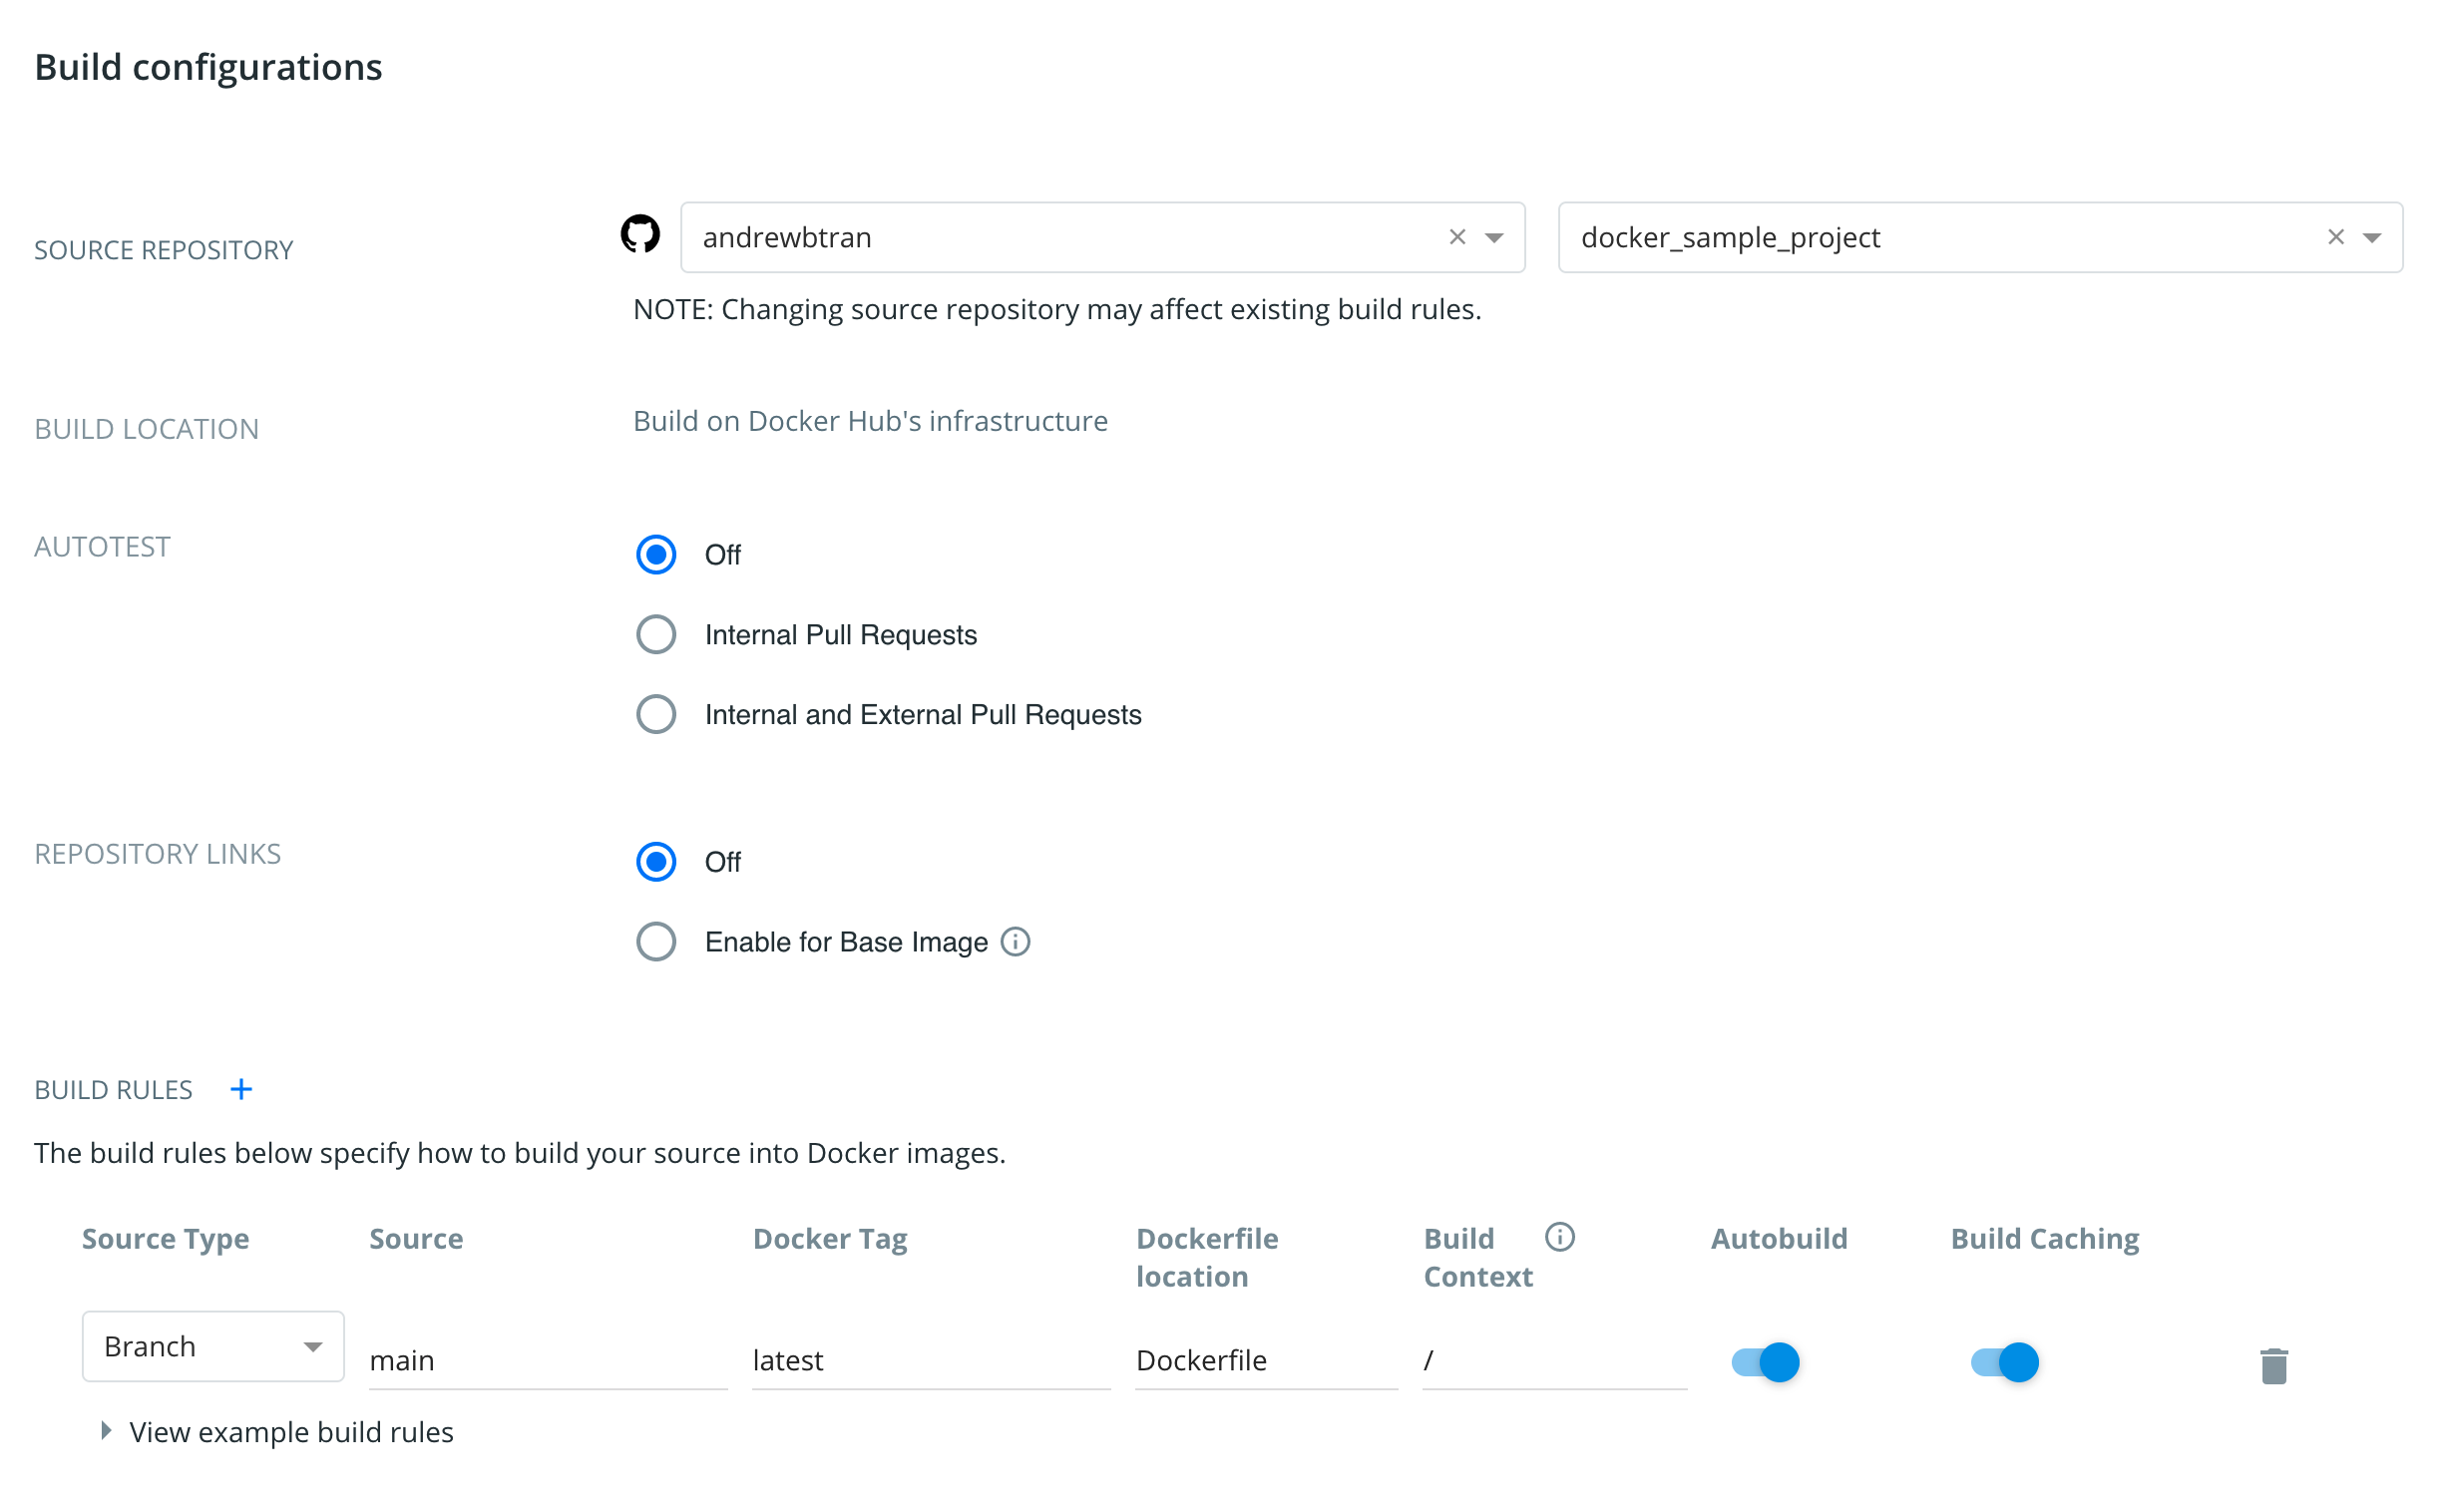 Build configurations
SOURCE REPOSITORY andrewbtran docker_sample_project
NOTE: Changing source repository may affect existing build rules.
BUILD LOCATION Build on Docker Hub's infrastructure
AUTOTEST Off
Internal Pull Requests
Internal and External Pull Requests
REPOSITORY LINKS Off
Enable for Base Image
BUILD RULES +
The build rules below specify how to build your source into Docker images.
Source Type Source Docker Tag Dockerfile location Build Context Autobuild Build Caching
Branch main latest Dockerfile /
View example build rules